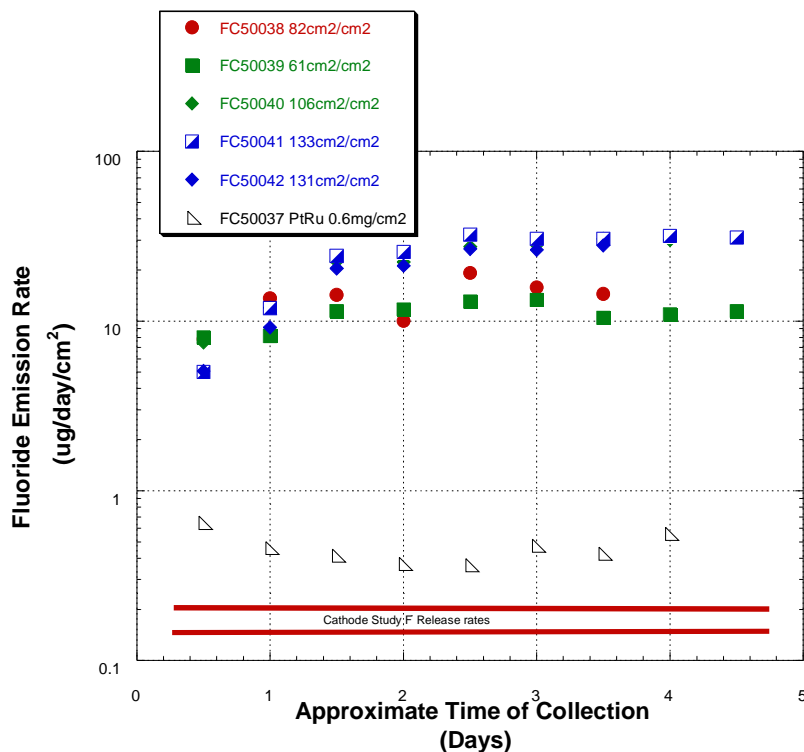 FC50038 82cm2/cm2
FC50039 61cm2/cm2
FC50040 106cm2/cm2
FC50041 133cm2/cm2
FC50042 131cm2/cm2
FC50037 PtRu 0.6mg/cm2
100
10
1
0.1
Fluoride Emission Rate
(ug/day/cm²)
Cathode Study F Release rates
0 1 2 3 4 5
Approximate Time of Collection
(Days)